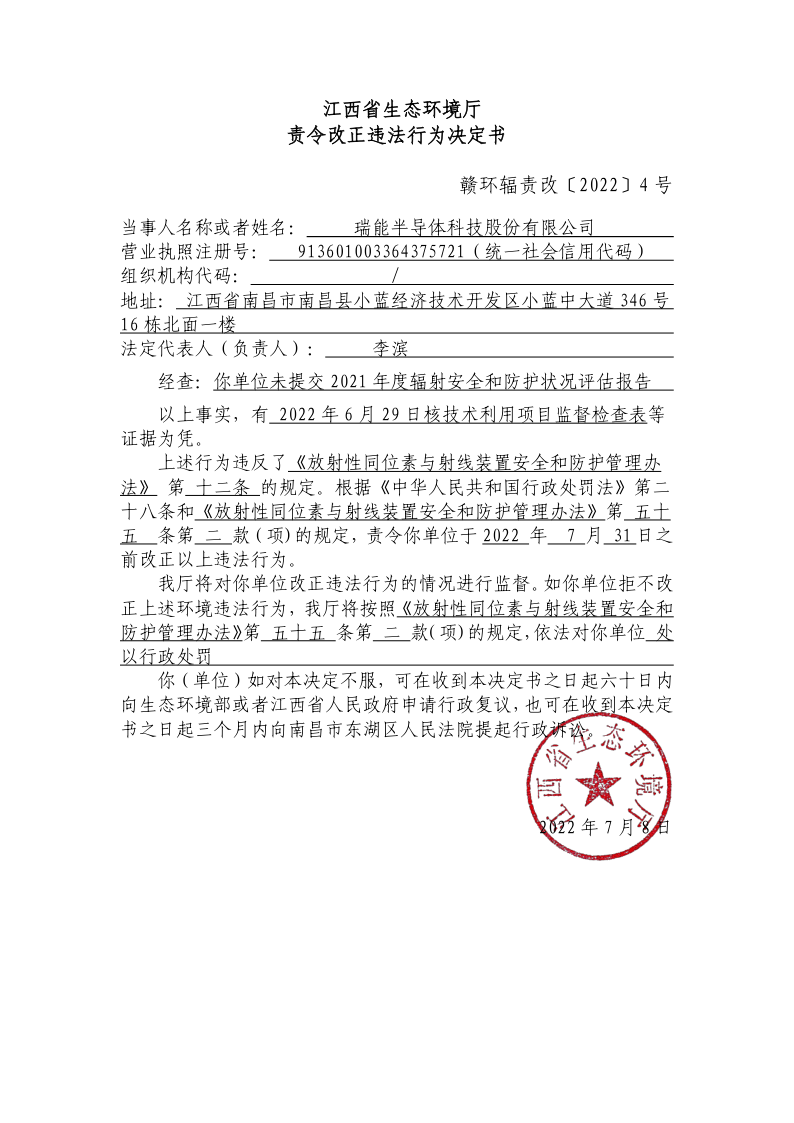 江西省生态环境厅
责令改正违法行为决定书
赣环辐责改〔2022〕4 号
当事人名称或者姓名： 瑞能半导体科技股份有限公司
营业执照注册号： 913601003364375721（统一社会信用代码）
组织机构代码： /
地址： 江西省南昌市南昌县小蓝经济技术开发区小蓝中大道 346 号
16 栋北面一楼
法定代表人（负责人）： 李滨
经查：你单位未提交 2021 年度辐射安全和防护状况评估报告
以上事实，有 2022 年 6 月 29 日核技术利用项目监督检查表等
证据为凭。
上述行为违反了《放射性同位素与射线装置安全和防护管理办
法》 第 十二条 的规定。根据《中华人民共和国行政处罚法》第二
十八条和《放射性同位素与射线装置安全和防护管理办法》第 五十
五 条第 二 款（项）的规定，责令你单位于 2022 年 7 月 31 日之
前改正以上违法行为。
我厅将对你单位改正违法行为的情况进行监督。如你单位拒不改
正上述环境违法行为，我厅将按照《放射性同位素与射线装置安全和
防护管理办法》第 五十五 条第 二 款（项）的规定，依法对你单位 处
以行政处罚
你（单位）如对本决定不服，可在收到本决定书之日起六十日内
向生态环境部或者江西省人民政府申请行政复议，也可在收到本决定
书之日起三个月内向南昌市东湖区人民法院提起行政诉讼。
江西省生态环境厅
2022 年 7 月 8 日